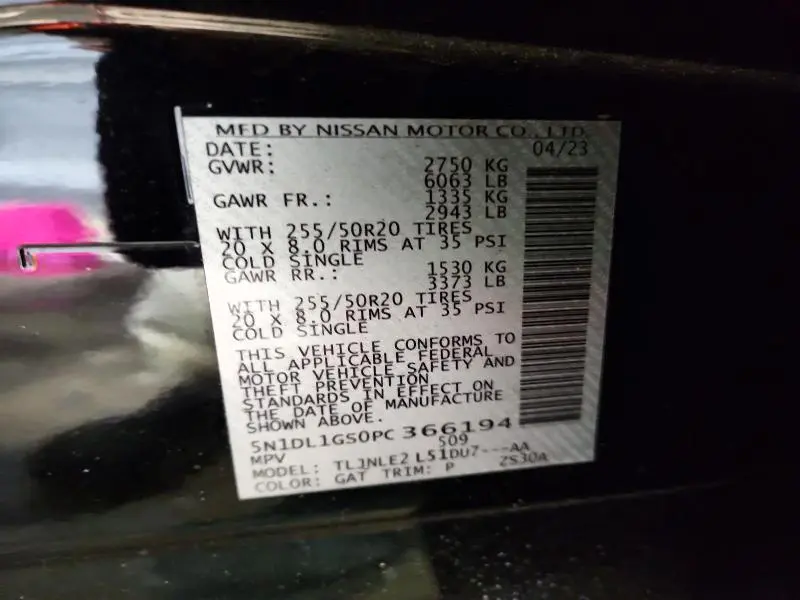 MFD BY NISSAN MOTOR CO., LTD.
DATE: 04/23
GVWR: 2750 KG
6063 LB
GAWR FR.: 1335 KG
2943 LB
WITH 255/50R20 TIRES
20 X 8.0 RIMS AT 35 PSI
COLD SINGLE
GAWR RR.: 1530 KG
3373 LB
WITH 255/50R20 TIRES
20 X 8.0 RIMS AT 35 PSI
COLD SINGLE
THIS VEHICLE CONFORMS TO
ALL APPLICABLE FEDERAL
MOTOR VEHICLE SAFETY AND
THEFT PREVENTION
STANDARDS IN EFFECT ON
THE DATE OF MANUFACTURE
SHOWN ABOVE.
5N1DL1GS0PC 366194
MPV 509
MODEL: TLJNLE2 L51DU7---AA
COLOR: GAT TRIM: P ZS30A